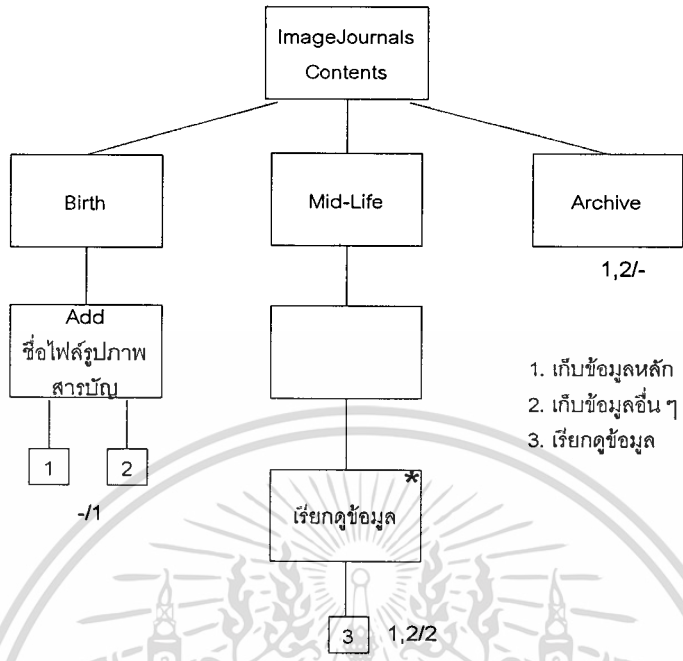 ImageJournals
Contents
Birth
Mid-Life
Archive
1,2/-
Add
ชื่อไฟล์รูปภาพ
สารบัญ
1
2
-/1
*
เรียกดูข้อมูล
3
1,2/2
1. เก็บข้อมูลหลัก
2. เก็บข้อมูลอื่น ๆ
3. เรียกดูข้อมูล